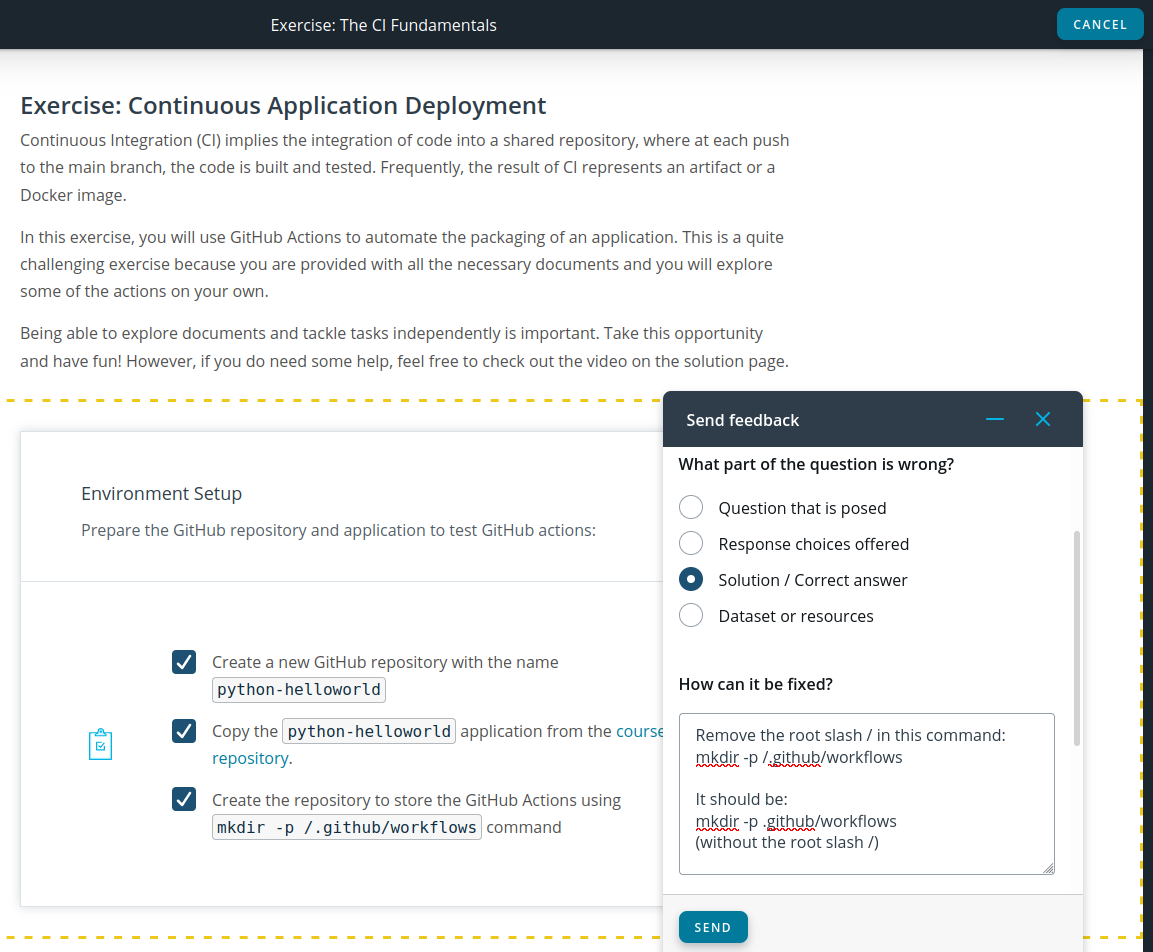 Exercise: The CI Fundamentals
CANCEL
Exercise: Continuous Application Deployment
Continuous Integration (CI) implies the integration of code into a shared repository, where at each push
to the main branch, the code is built and tested. Frequently, the result of CI represents an artifact or a
Docker image.
In this exercise, you will use GitHub Actions to automate the packaging of an application. This is a quite
challenging exercise because you are provided with all the necessary documents and you will explore
some of the actions on your own.
Being able to explore documents and tackle tasks independently is important. Take this opportunity
and have fun! However, if you do need some help, feel free to check out the video on the solution page.
Environment Setup
Prepare the GitHub repository and application to test GitHub actions:
Create a new GitHub repository with the name
python-helloworld
Copy the python-helloworld application from the course
repository.
Create the repository to store the GitHub Actions using
mkdir -p /.github/workflows command
Send feedback
What part of the question is wrong?
Question that is posed
Response choices offered
Solution / Correct answer
Dataset or resources
How can it be fixed?
Remove the root slash / in this command:
mkdir -p /.github/workflows
It should be:
mkdir -p .github/workflows
(without the root slash /)
SEND